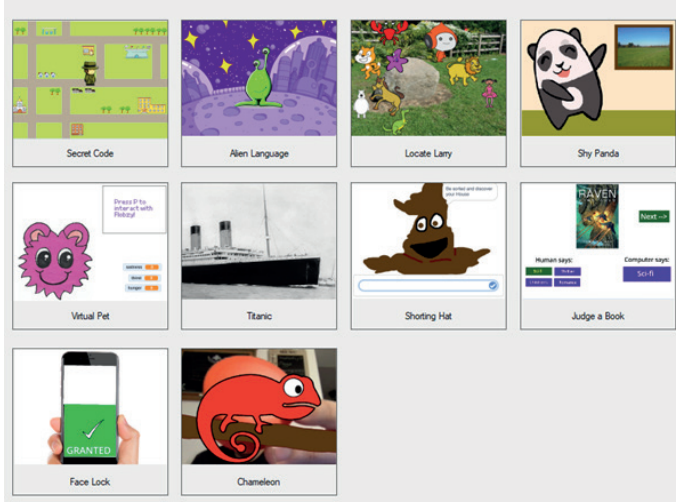 Secret Code
Alien Language
Locate Larry
Shy Panda
Press P to
interact with
Flobzy!
Virtual Pet
Titanic
Be sorted and discover
your House
Shorting Hat
RAVEN
Next -->
Human says:
Computer says:
Sci-fi
Judge a Book
GRANTED
Face Lock
Chameleon